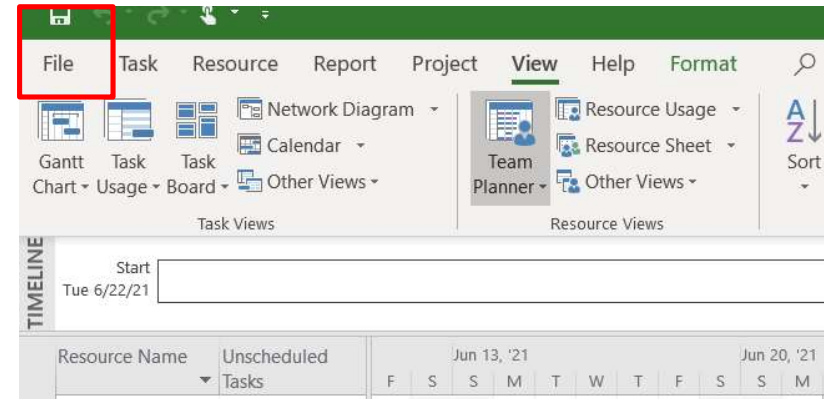 File Task Resource Report Project View Help Format
Network Diagram
Resource Usage
Calendar
Resource Sheet
Gantt Chart
Task Usage
Task Board
Other Views
Team Planner
Other Views
Sort
Task Views
Resource Views
TIMELINE
Start
Tue 6/22/21
Resource Name
Unscheduled Tasks
Jun 13, '21
Jun 20, '21
F S S M T W T F S S M